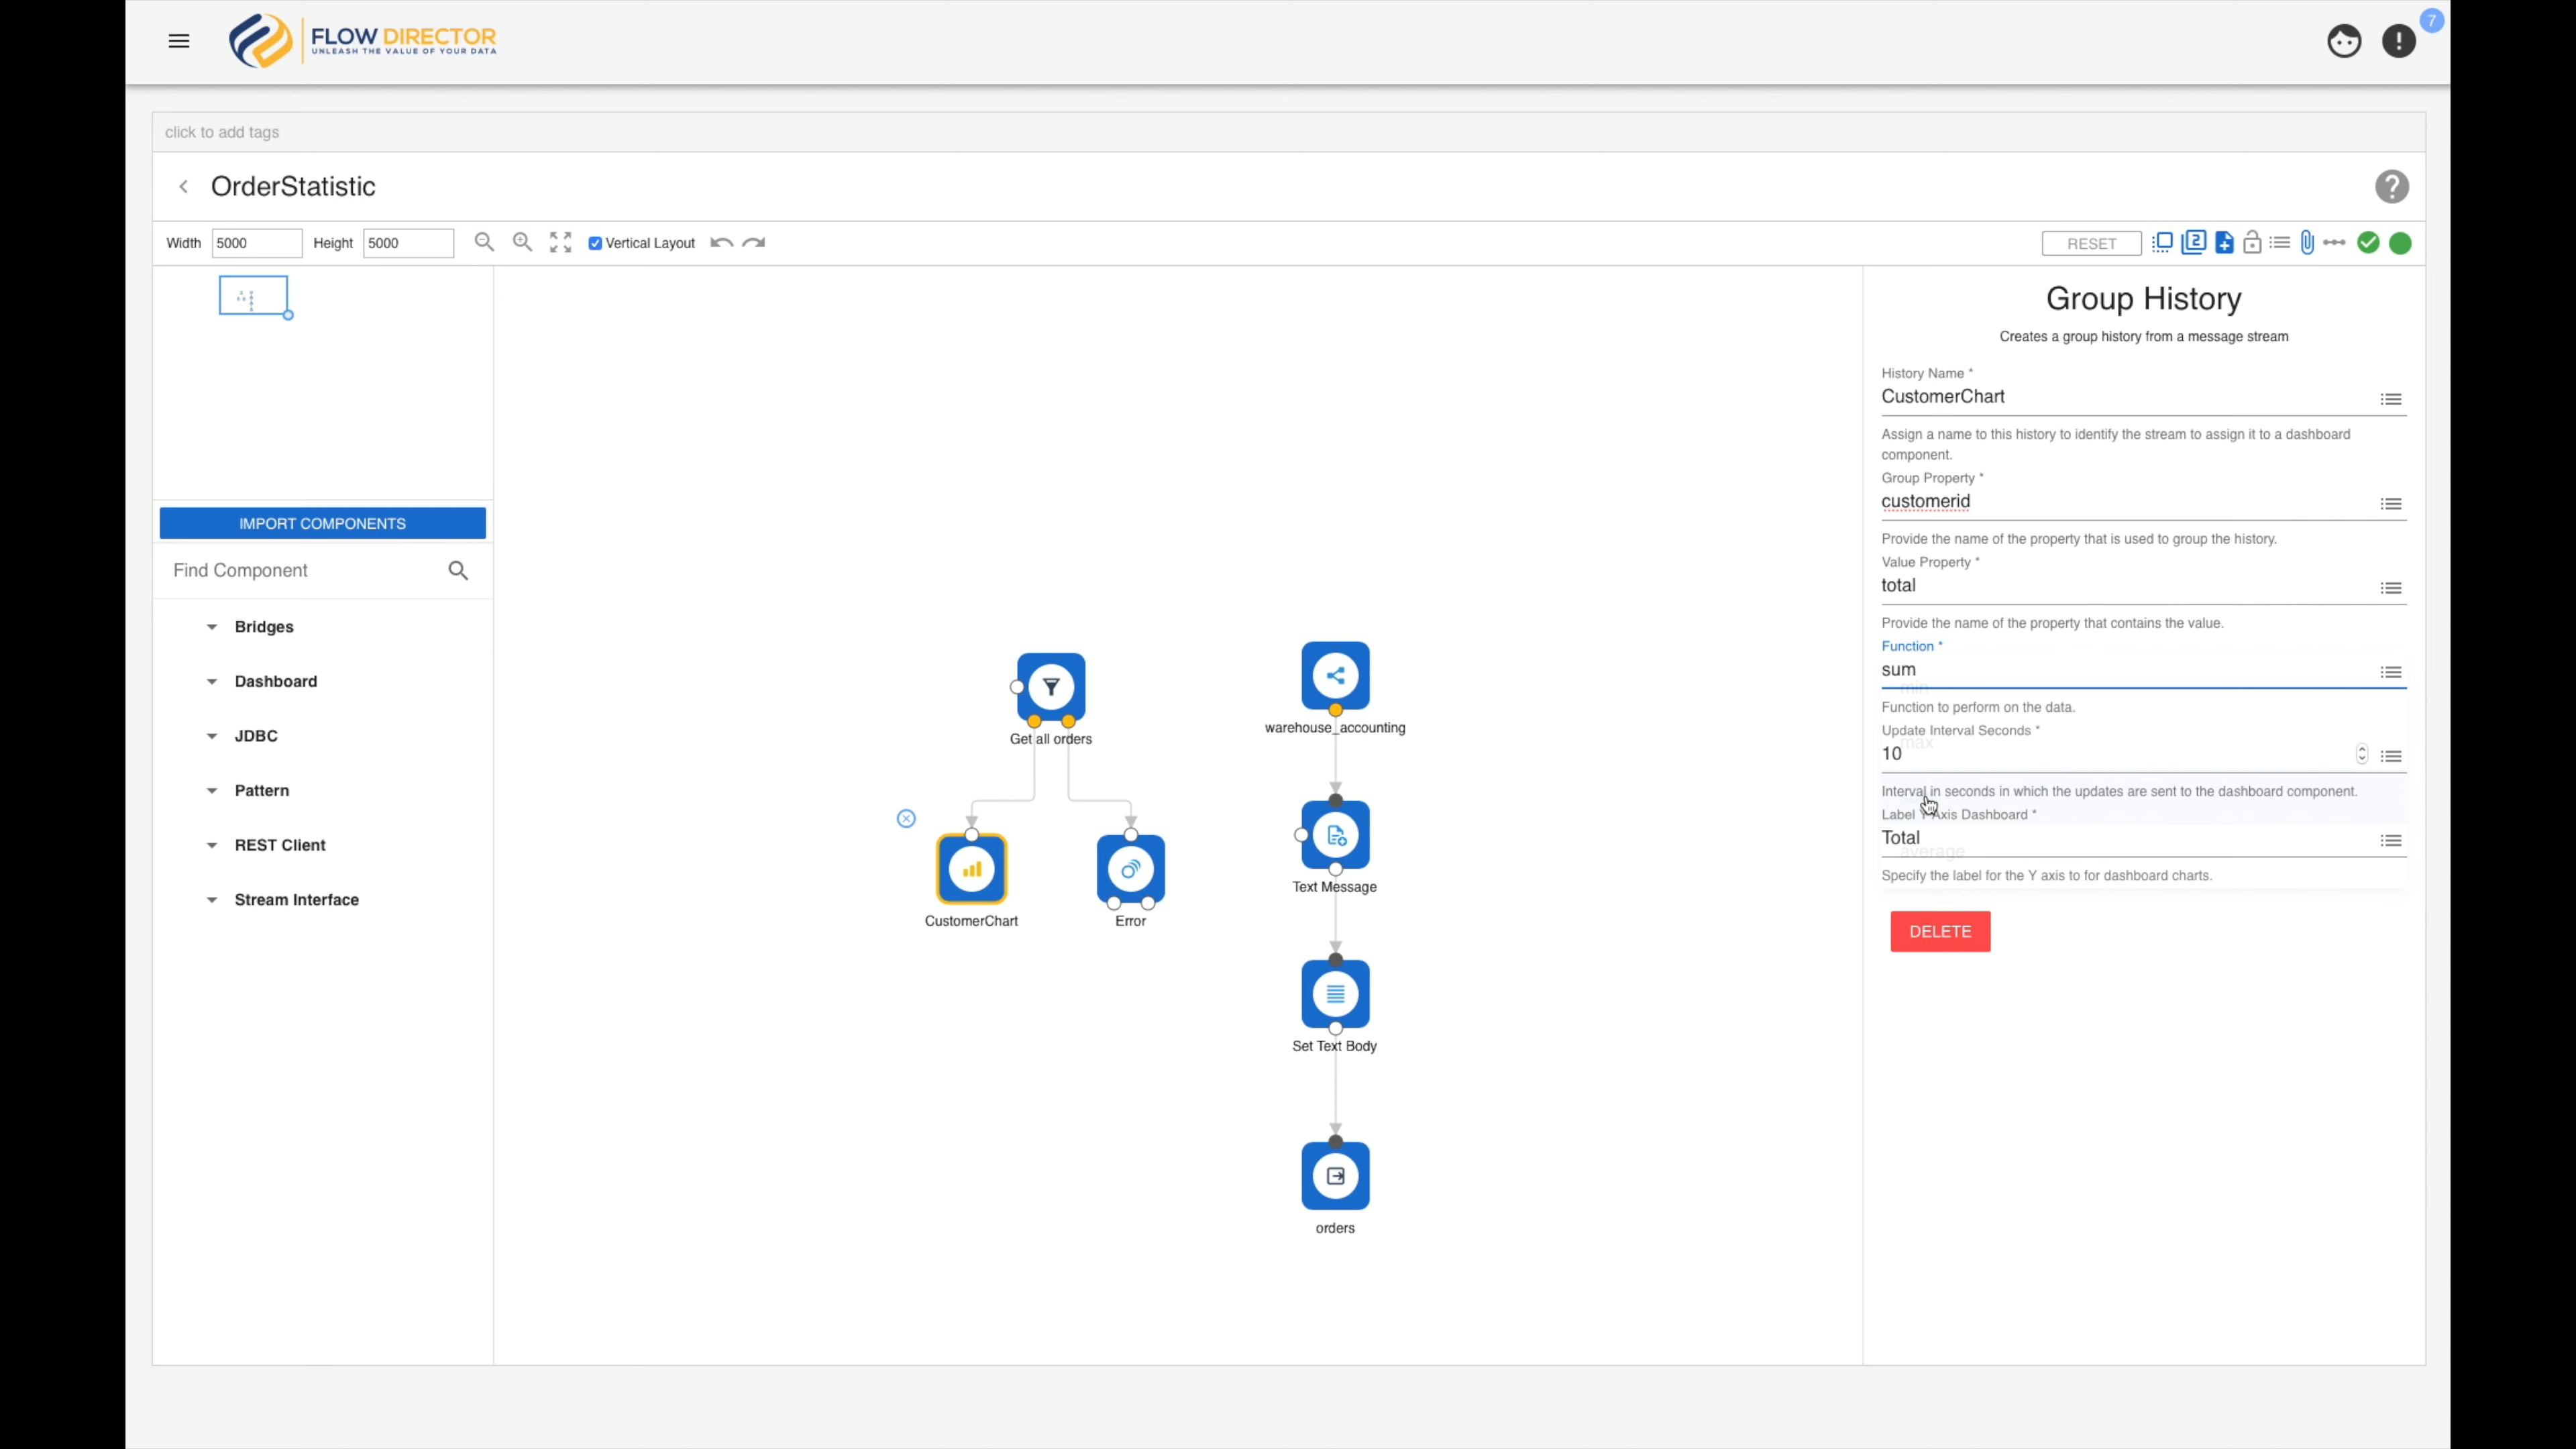 7
FLOW DIRECTOR
UNLEASH THE VALUE OF YOUR DATA
click to add tags
OrderStatistic
Width 5000 Height 5000 Vertical Layout
RESET 2
IMPORT COMPONENTS
Find Component
Bridges
Dashboard
JDBC
Pattern
REST Client
Stream Interface
Get all orders
CustomerChart
Error
warehouse_accounting
Text Message
Set Text Body
orders
Group History
Creates a group history from a message stream
History Name *
CustomerChart
Assign a name to this history to identify the stream to assign it to a dashboard
component.
Group Property *
customerid
Provide the name of the property that is used to group the history.
Value Property *
total
Provide the name of the property that contains the value.
Function *
sum
min
Function to perform on the data.
Update Interval Seconds *
max
10
Interval in seconds in which the updates are sent to the dashboard component.
Label Y Axis Dashboard *
Total
average
Specify the label for the Y axis to for dashboard charts.
DELETE